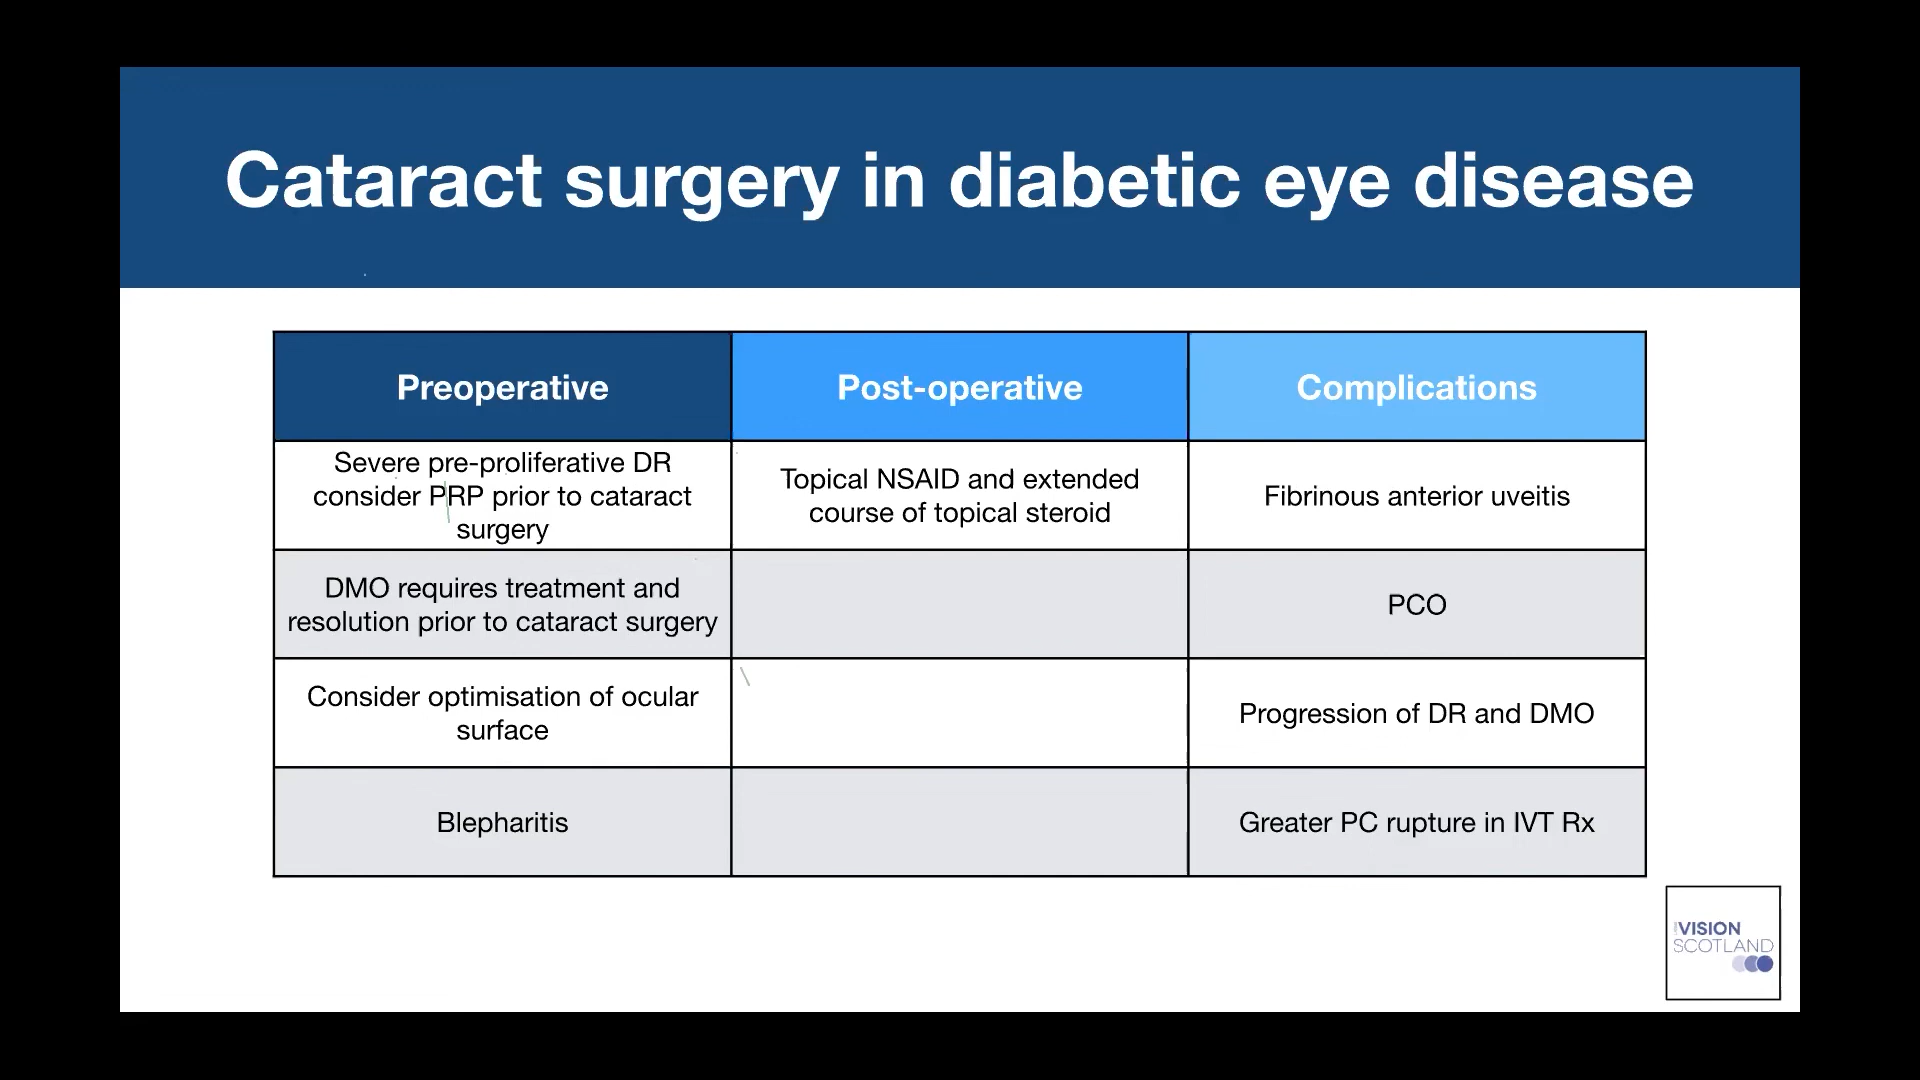 Cataract surgery in diabetic eye disease
Preoperative
Post-operative
Complications
Severe pre-proliferative DR
consider PRP prior to cataract
surgery
Topical NSAID and extended
course of topical steroid
Fibrinous anterior uveitis
DMO requires treatment and
resolution prior to cataract surgery
PCO
Consider optimisation of ocular
surface
Progression of DR and DMO
Blepharitis
Greater PC rupture in IVT Rx
VISION
SCOTLAND